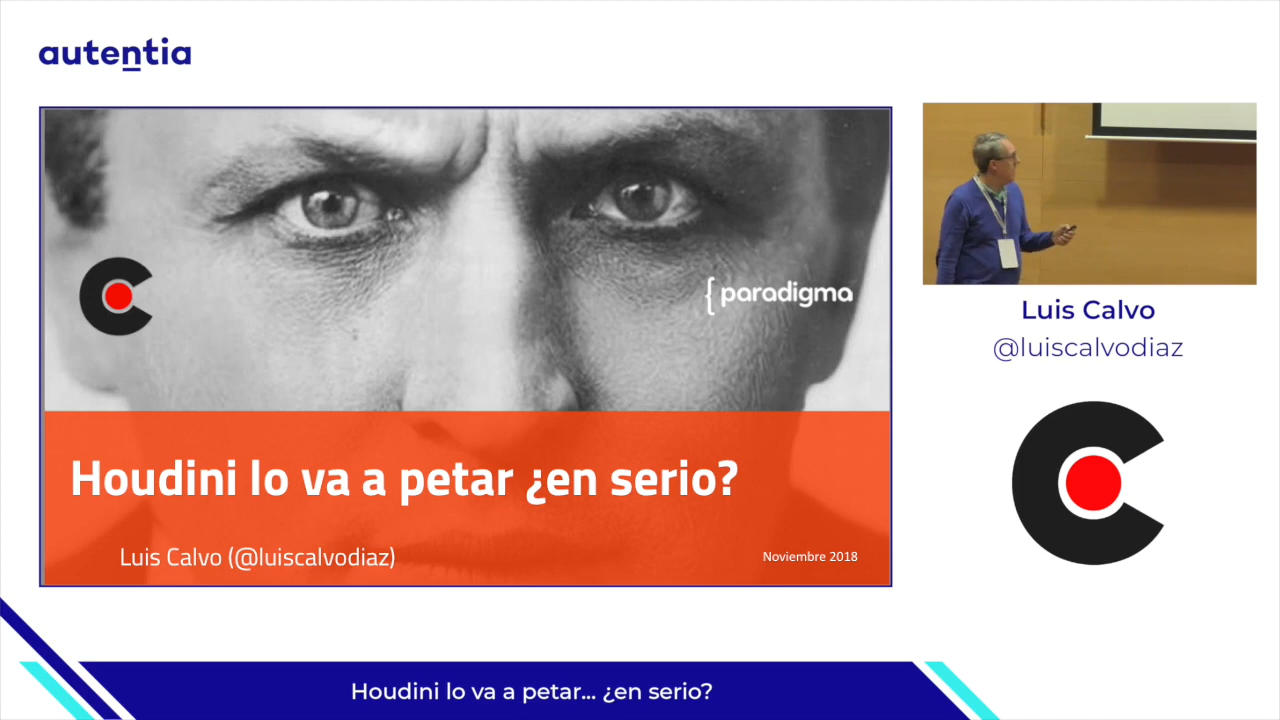 autentia
{paradigma
Houdini lo va a petar ¿en serio?
Luis Calvo (@luiscalvodiaz)
Noviembre 2018
Luis Calvo
@luiscalvodiaz
Houdini lo va a petar... ¿en serio?